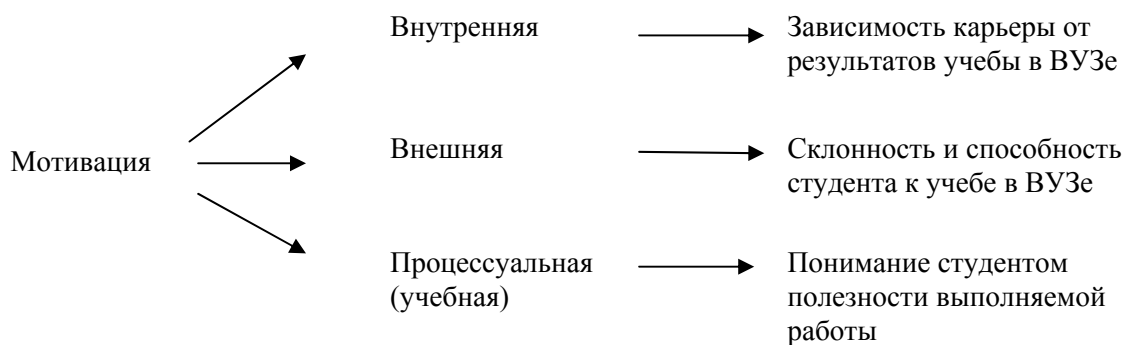 Мотивация
Внутренняя
Зависимость карьеры от
результатов учебы в ВУЗе
Внешняя
Склонность и способность
студента к учебе в ВУЗе
Процессуальная
(учебная)
Понимание студентом
полезности выполняемой
работы